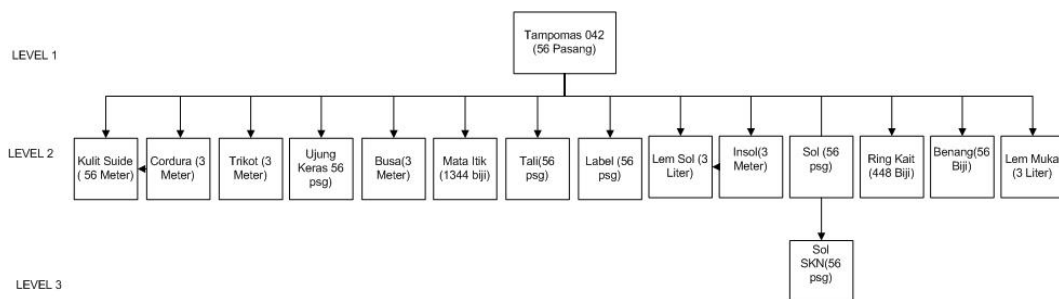 LEVEL 1
Tampomas 042
(56 Pasang)
LEVEL 2
Kulit Suide
( 56 Meter)
Cordura (3
Meter)
Trikot (3
Meter)
Ujung
Keras 56
psg)
Busa(3
Meter)
Mata Itik
(1344 biji)
Tali(56
psg)
Label (56
psg)
Lem Sol (3
Liter)
Insol(3
Meter)
Sol (56
psg)
Ring Kait
(448 Biji)
Benang(56
Biji)
Lem Muka
(3 Liter)
LEVEL 3
Sol
SKN(56
psg)